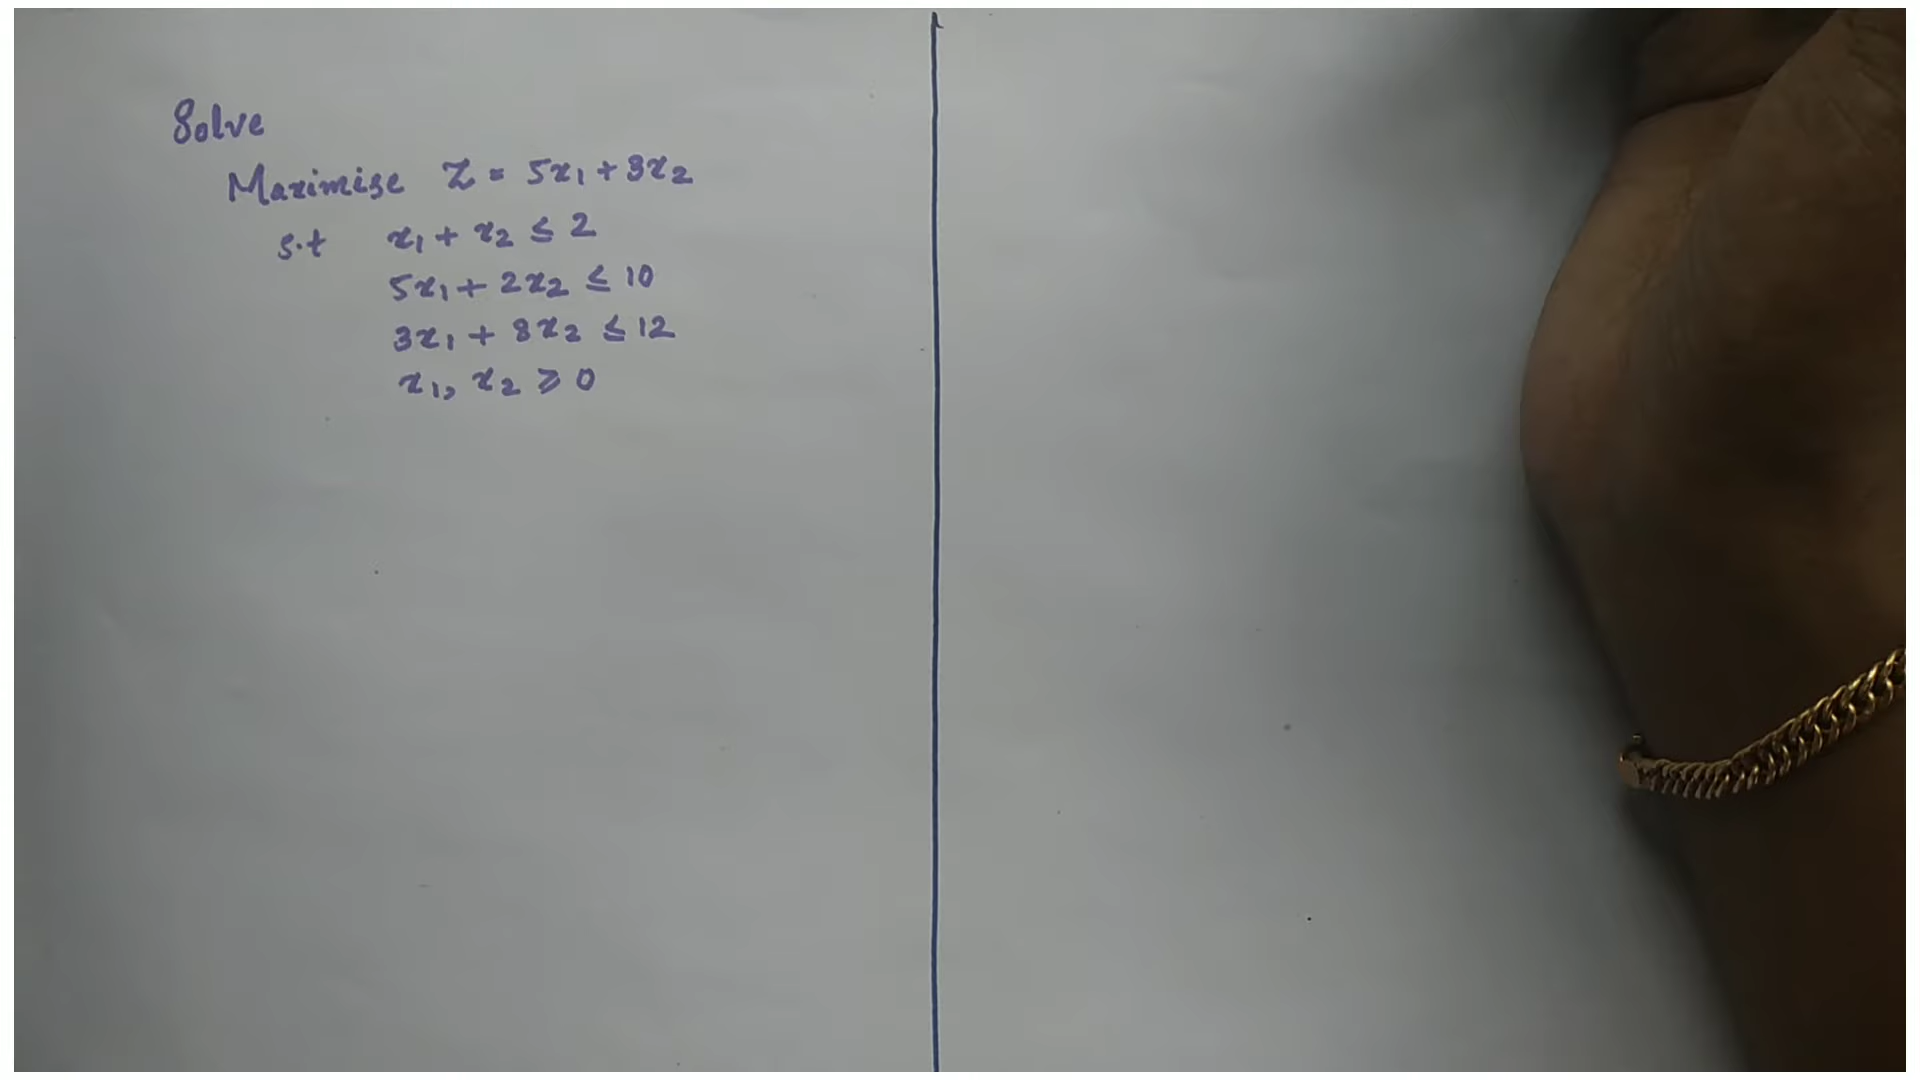 Solve
Maximise Z = 5x₁ + 3x₂
s.t x₁ + x₂ ≤ 2
5x₁ + 2x₂ ≤ 10
3x₁ + 8x₂ ≤ 12
x₁, x₂ ≥ 0